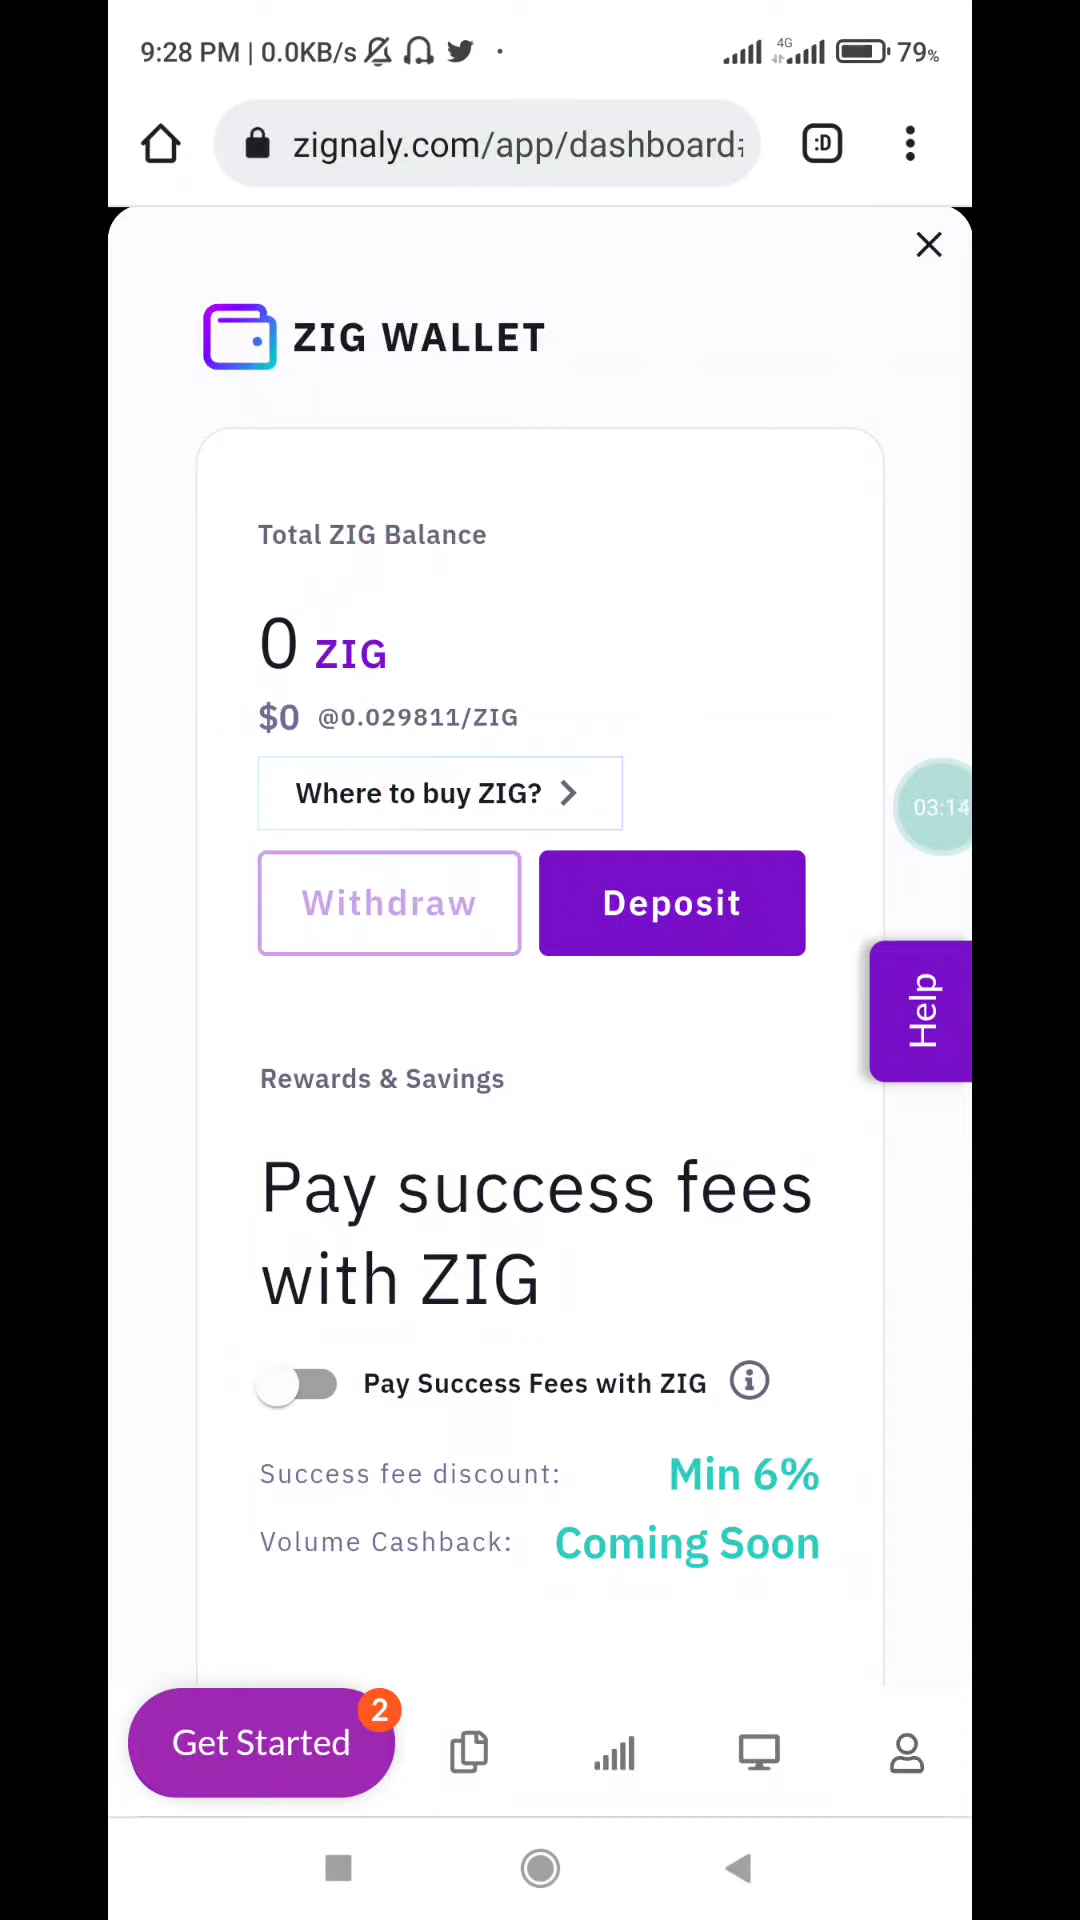 9:28 PM | 0.0KB/s 4G 79%
zignaly.com/app/dashboard
:D
ZIG WALLET
Total ZIG Balance
0 ZIG
$0 @0.029811/ZIG
Where to buy ZIG?
03:14
Withdraw Deposit
Help
Rewards & Savings
Pay success fees
with ZIG
Pay Success Fees with ZIG
Success fee discount: Min 6%
Volume Cashback: Coming Soon
Get Started 2